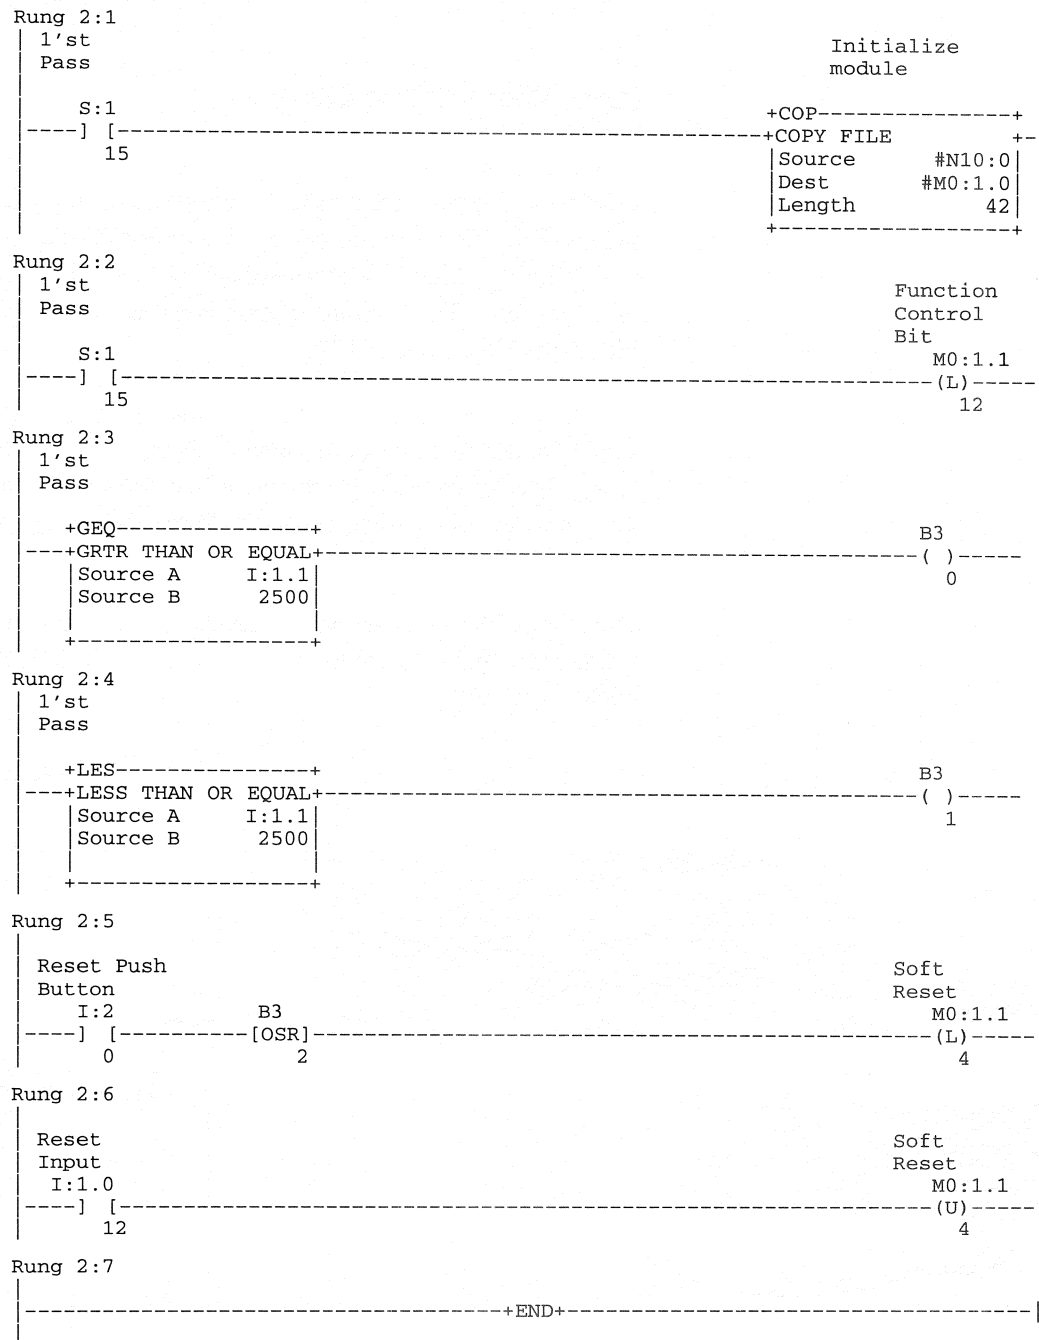 Rung 2:1
1'st
Pass
Initialize
module
S:1
+COP---------------+
----] [--------------------------------------------------+COPY FILE +-
15
Source #N10:0
Dest #M0:1.0
Length 42
+------------------+
Rung 2:2
1'st
Pass
Function
Control
Bit
S:1
M0:1.1
----] [---------------------------------------------------------------(L)-----
15
12
Rung 2:3
1'st
Pass
+GEQ---------------+
B3
---+GRTR THAN OR EQUAL+-----------------------------------------------( )-----
Source A I:1.1
0
Source B 2500
+------------------+
Rung 2:4
1'st
Pass
+LES---------------+
B3
---+LESS THAN OR EQUAL+-----------------------------------------------( )-----
Source A I:1.1
1
Source B 2500
+------------------+
Rung 2:5
Reset Push
Button
Soft
Reset
I:2 B3
M0:1.1
----] [----------[OSR]------------------------------------------------(L)-----
0 2
4
Rung 2:6
Reset
Input
Soft
Reset
I:1.0
M0:1.1
----] [---------------------------------------------------------------(U)-----
12
4
Rung 2:7
-------------------------------------+END+------------------------------------